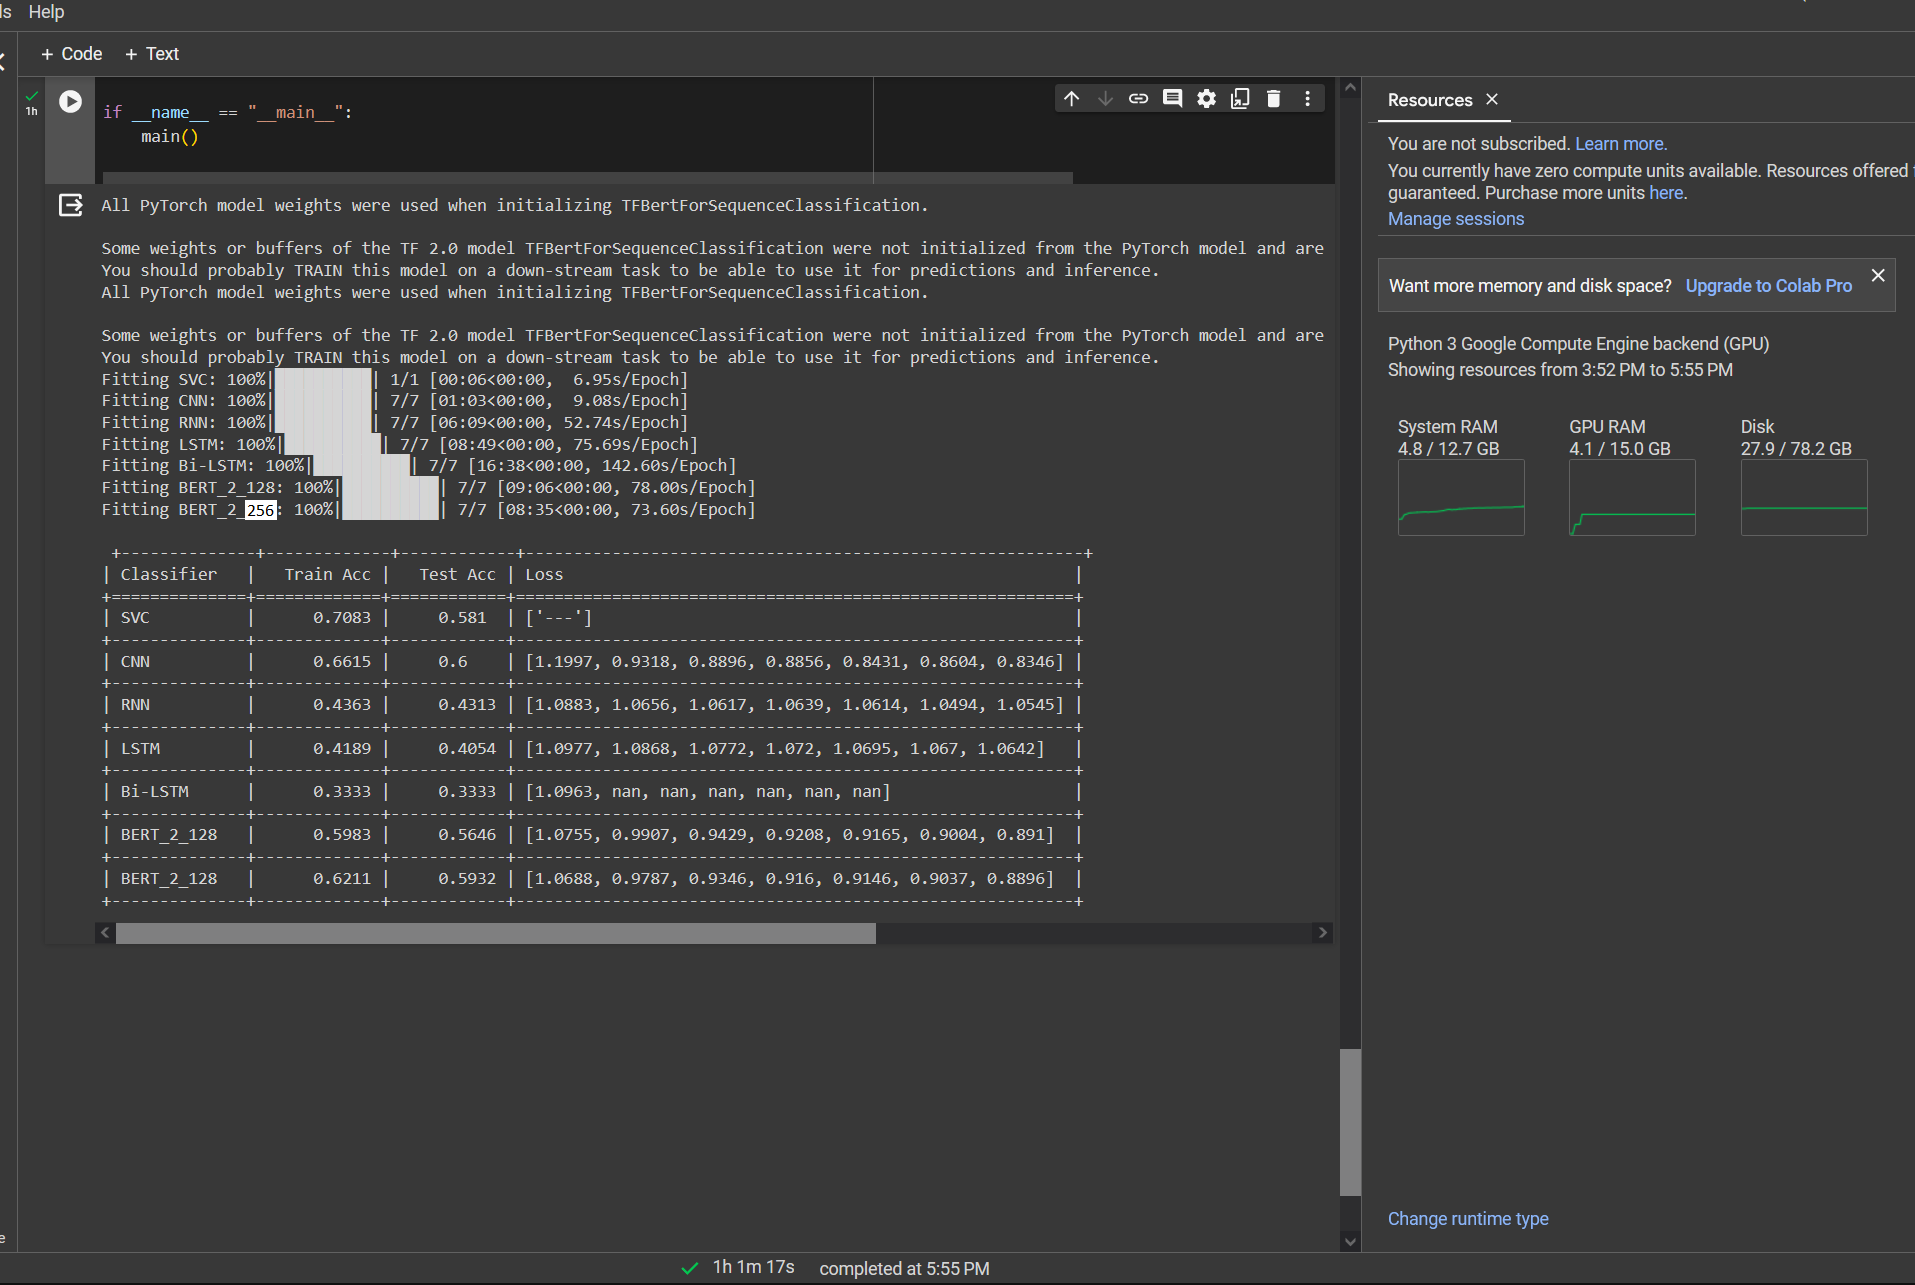 ls Help
+ Code + Text
1h
if __name__ == "__main__":
main()
All PyTorch model weights were used when initializing TFBertForSequenceClassification.
Some weights or buffers of the TF 2.0 model TFBertForSequenceClassification were not initialized from the PyTorch model and are
You should probably TRAIN this model on a down-stream task to be able to use it for predictions and inference.
All PyTorch model weights were used when initializing TFBertForSequenceClassification.
Some weights or buffers of the TF 2.0 model TFBertForSequenceClassification were not initialized from the PyTorch model and are
You should probably TRAIN this model on a down-stream task to be able to use it for predictions and inference.
Fitting SVC: 100%|██████████| 1/1 [00:06<00:00, 6.95s/Epoch]
Fitting CNN: 100%|██████████| 7/7 [01:03<00:00, 9.08s/Epoch]
Fitting RNN: 100%|██████████| 7/7 [06:09<00:00, 52.74s/Epoch]
Fitting LSTM: 100%|██████████| 7/7 [08:49<00:00, 75.69s/Epoch]
Fitting Bi-LSTM: 100%|██████████| 7/7 [16:38<00:00, 142.60s/Epoch]
Fitting BERT_2_128: 100%|██████████| 7/7 [09:06<00:00, 78.00s/Epoch]
Fitting BERT_2_256: 100%|██████████| 7/7 [08:35<00:00, 73.60s/Epoch]
| Classifier | Train Acc | Test Acc | Loss |
| SVC | 0.7083 | 0.581 | ['---'] |
| CNN | 0.6615 | 0.6 | [1.1997, 0.9318, 0.8896, 0.8856, 0.8431, 0.8604, 0.8346] |
| RNN | 0.4363 | 0.4313 | [1.0883, 1.0656, 1.0617, 1.0639, 1.0614, 1.0494, 1.0545] |
| LSTM | 0.4189 | 0.4054 | [1.0977, 1.0868, 1.0772, 1.072, 1.0695, 1.067, 1.0642] |
| Bi-LSTM | 0.3333 | 0.3333 | [1.0963, nan, nan, nan, nan, nan, nan] |
| BERT_2_128 | 0.5983 | 0.5646 | [1.0755, 0.9907, 0.9429, 0.9208, 0.9165, 0.9004, 0.891] |
| BERT_2_128 | 0.6211 | 0.5932 | [1.0688, 0.9787, 0.9346, 0.916, 0.9146, 0.9037, 0.8896] |
Resources
You are not subscribed. Learn more.
You currently have zero compute units available. Resources offered
guaranteed. Purchase more units here.
Manage sessions
Want more memory and disk space? Upgrade to Colab Pro
Python 3 Google Compute Engine backend (GPU)
Showing resources from 3:52 PM to 5:55 PM
System RAM
4.8 / 12.7 GB
GPU RAM
4.1 / 15.0 GB
Disk
27.9 / 78.2 GB
Change runtime type
e
1h 1m 17s completed at 5:55 PM